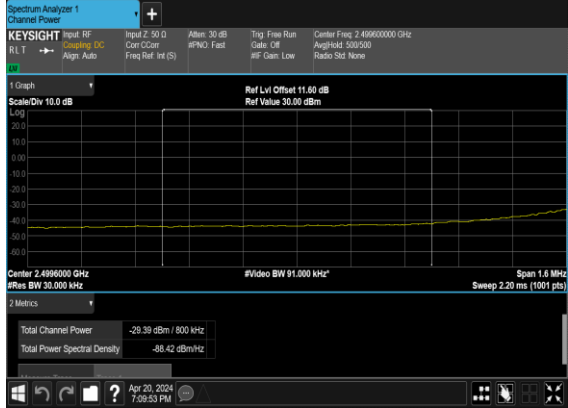 Spectrum Analyzer 1
Channel Power
+
KEYSIGHT Input: RF Input Z: 50 Ω Atten: 30 dB Trig: Free Run Center Freq: 2.499600000 GHz
RLT Coupling: DC Corr CCorr #PNO: Fast Gate: Off Avg|Hold: 500/500
Align: Auto Freq Ref: Int (S) #IF Gain: Low Radio Std: None
1 Graph
Ref Lvl Offset 11.60 dB
Scale/Div 10.0 dB Ref Value 30.00 dBm
Log
20.0
10.0
0.00
-10.0
-20.0
-30.0
-40.0
-50.0
-60.0
Center 2.4996000 GHz #Video BW 91.000 kHz* Span 1.6 MHz
#Res BW 30.000 kHz Sweep 2.20 ms (1001 pts)
2 Metrics
Total Channel Power -29.39 dBm / 800 kHz
Total Power Spectral Density -88.42 dBm/Hz
? Apr 20, 2024
7:09:53 PM